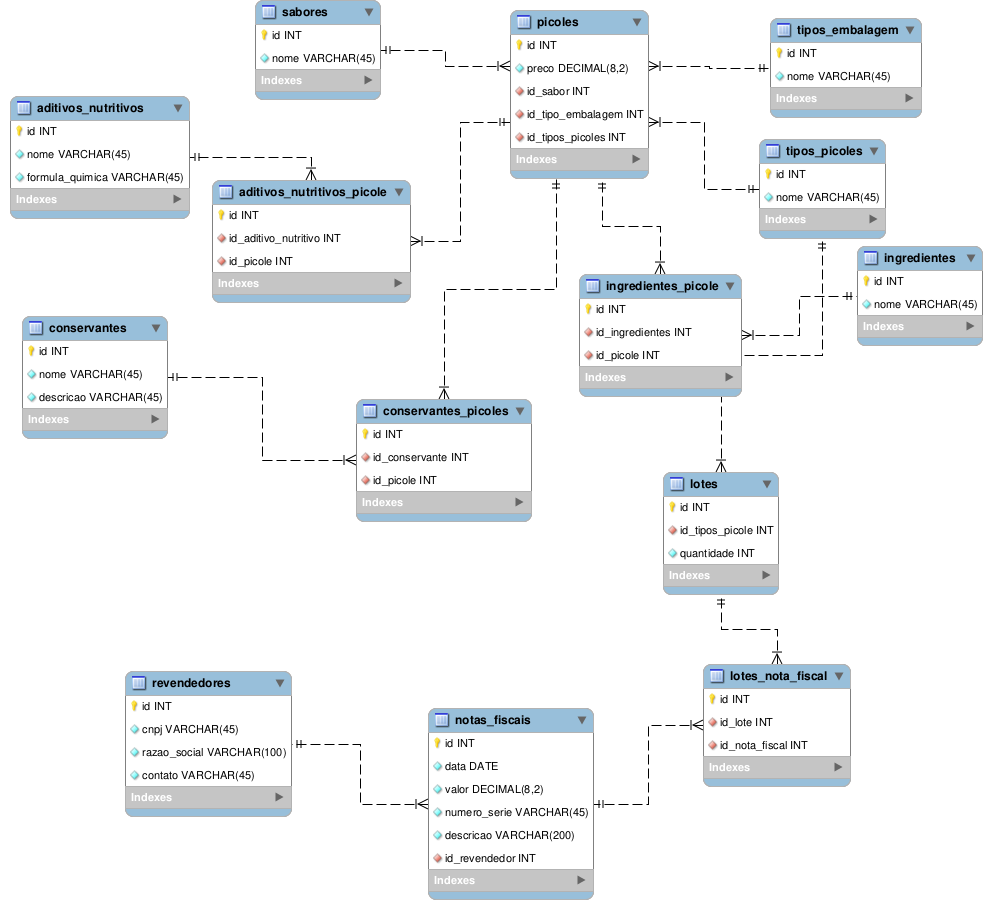 sabores
id INT
nome VARCHAR(45)
Indexes
picoles
id INT
preco DECIMAL(8,2)
id_sabor INT
id_tipo_embalagem INT
id_tipos_picoles INT
Indexes
tipos_embalagem
id INT
nome VARCHAR(45)
Indexes
aditivos_nutritivos
id INT
nome VARCHAR(45)
formula_quimica VARCHAR(45)
Indexes
tipos_picoles
id INT
nome VARCHAR(45)
Indexes
aditivos_nutritivos_picole
id INT
id_aditivo_nutritivo INT
id_picole INT
Indexes
ingredientes
id INT
nome VARCHAR(45)
Indexes
ingredientes_picole
id INT
id_ingredientes INT
id_picole INT
Indexes
conservantes
id INT
nome VARCHAR(45)
descricao VARCHAR(45)
Indexes
conservantes_picoles
id INT
id_conservante INT
id_picole INT
Indexes
lotes
id INT
id_tipos_picole INT
quantidade INT
Indexes
revendedores
id INT
cnpj VARCHAR(45)
razao_social VARCHAR(100)
contato VARCHAR(45)
Indexes
notas_fiscais
id INT
data DATE
valor DECIMAL(8,2)
numero_serie VARCHAR(45)
descricao VARCHAR(200)
id_revendedor INT
Indexes
lotes_nota_fiscal
id INT
id_lote INT
id_nota_fiscal INT
Indexes